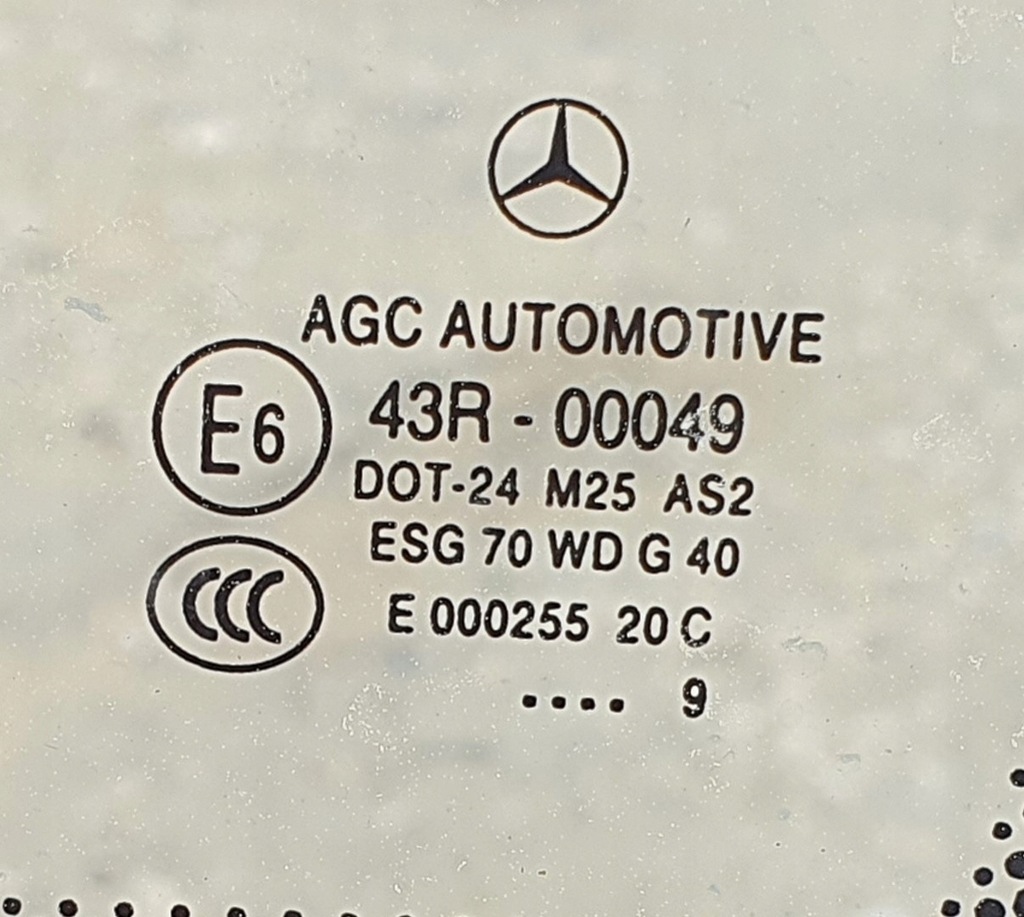 AGC AUTOMOTIVE
E6
43R - 00049
DOT-24 M25 AS2
ESG 70 WD G 40
CCC
E 000255 20 C
.... 9